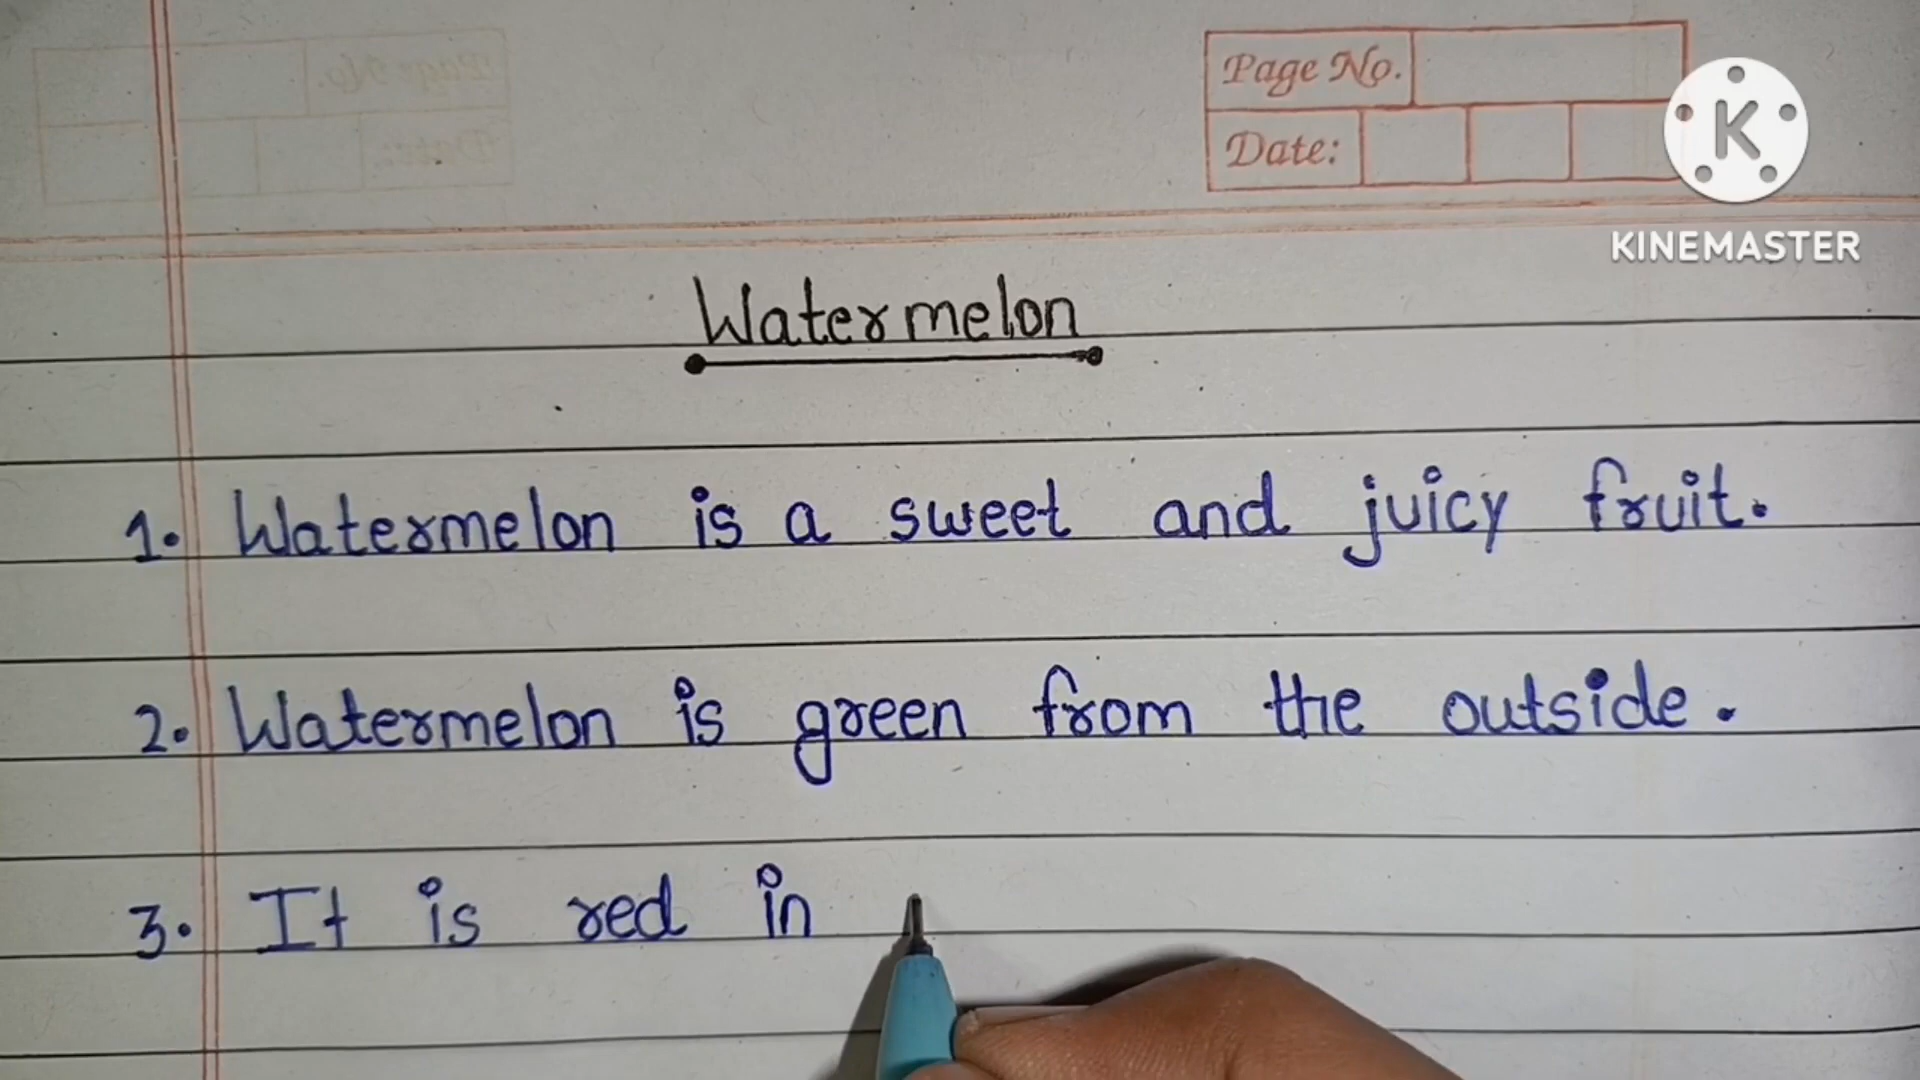 Page No.
Date:
K
KINEMASTER
Watermelon
1. Watermelon is a sweet and juicy fruit.
2. Watermelon is green from the outside.
3. It is red in